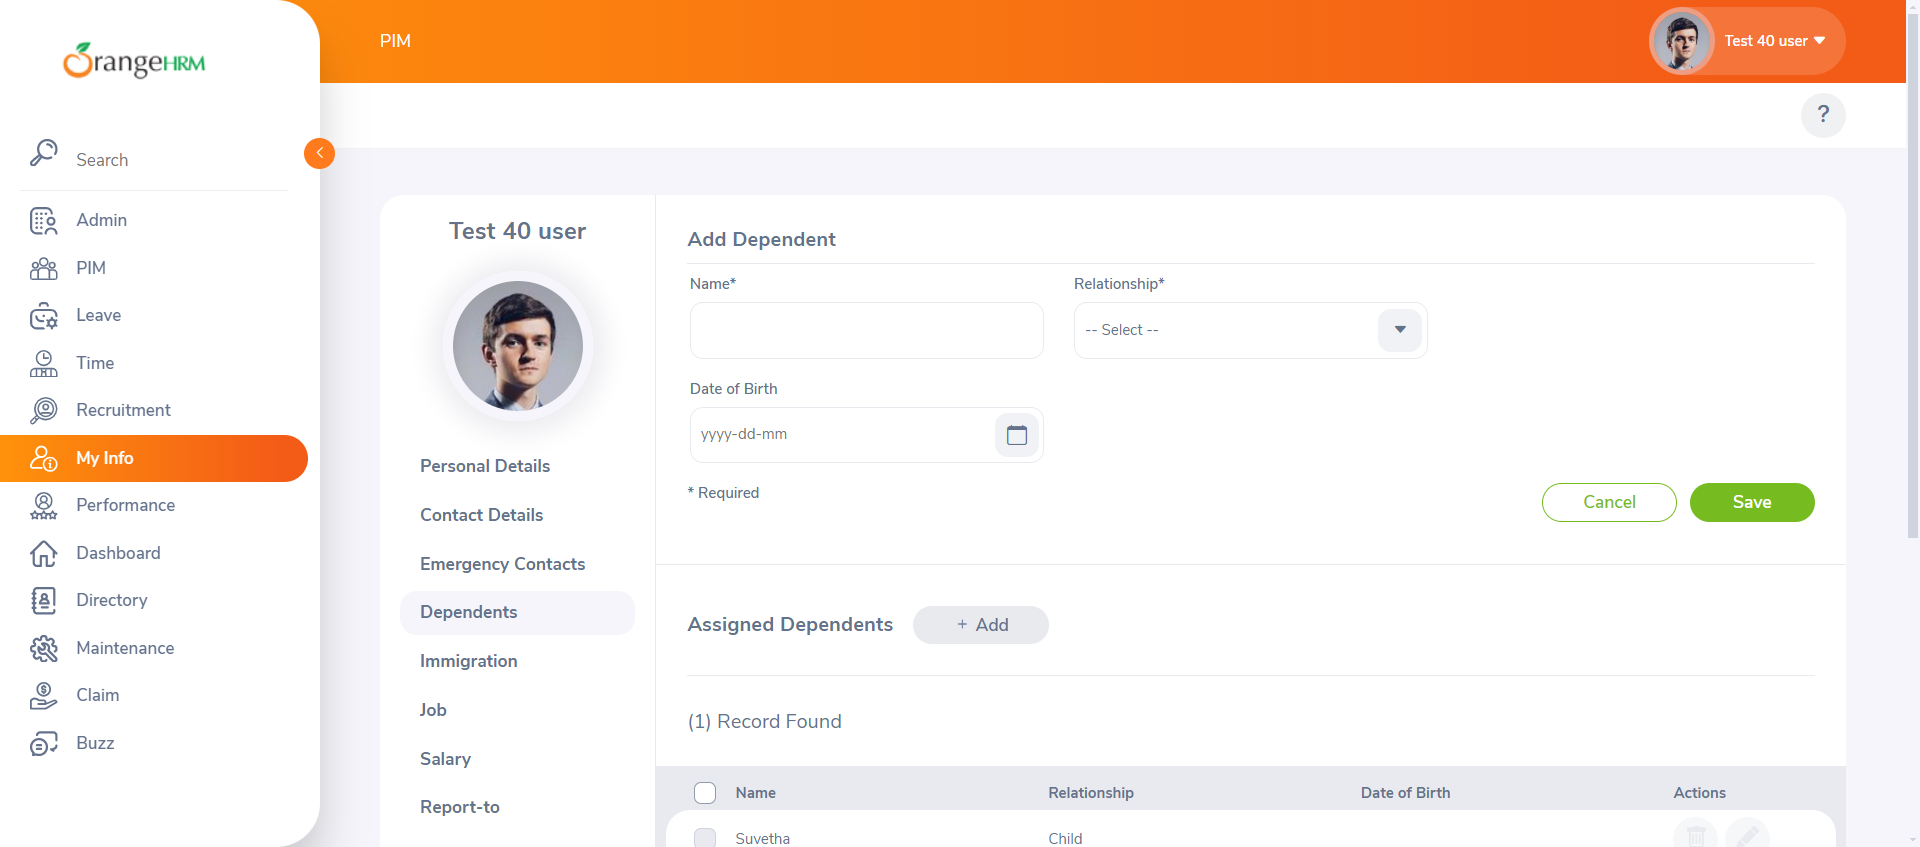 OrangeHRM
PIM
Test 40 user
?
Search
Admin
PIM
Leave
Time
Recruitment
My Info
Performance
Dashboard
Directory
Maintenance
Claim
Buzz
Test 40 user
Personal Details
Contact Details
Emergency Contacts
Dependents
Immigration
Job
Salary
Report-to
Add Dependent
Name* Relationship*
-- Select --
Date of Birth
yyyy-dd-mm
* Required
Cancel Save
Assigned Dependents + Add
(1) Record Found
Name Relationship Date of Birth Actions
Suvetha Child